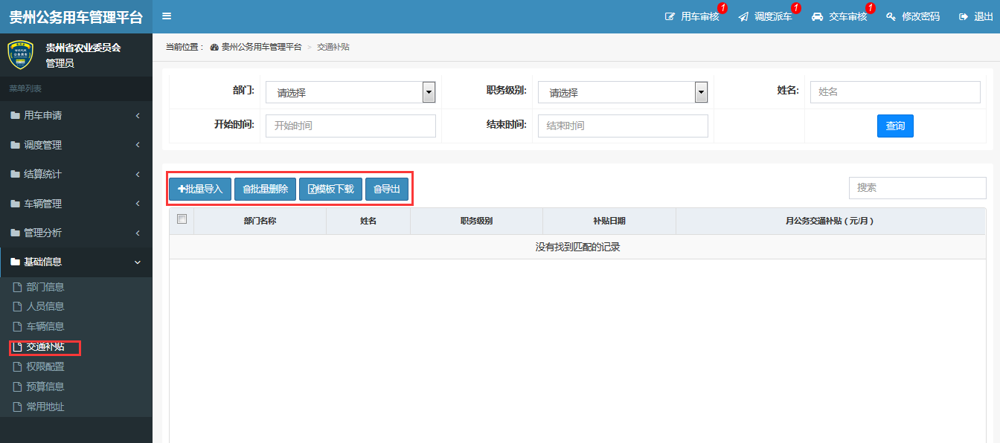 贵州公务用车管理平台
用车审核 1
调度派车 1
交车审核 1
修改密码
退出
贵州省农业委员会
管理员
当前位置： 贵州公务用车管理平台 > 交通补贴
菜单列表
用车申请
调度管理
结算统计
车辆管理
管理分析
基础信息
部门信息
人员信息
车辆信息
交通补贴
权限配置
预算信息
常用地址
部门: 请选择 职务级别: 请选择 姓名: 姓名
开始时间: 开始时间 结束时间: 结束时间 查询
批量导入 批量删除 模板下载 导出 搜索
部门名称 姓名 职务级别 补贴日期 月公务交通补贴（元/月）
没有找到匹配的记录